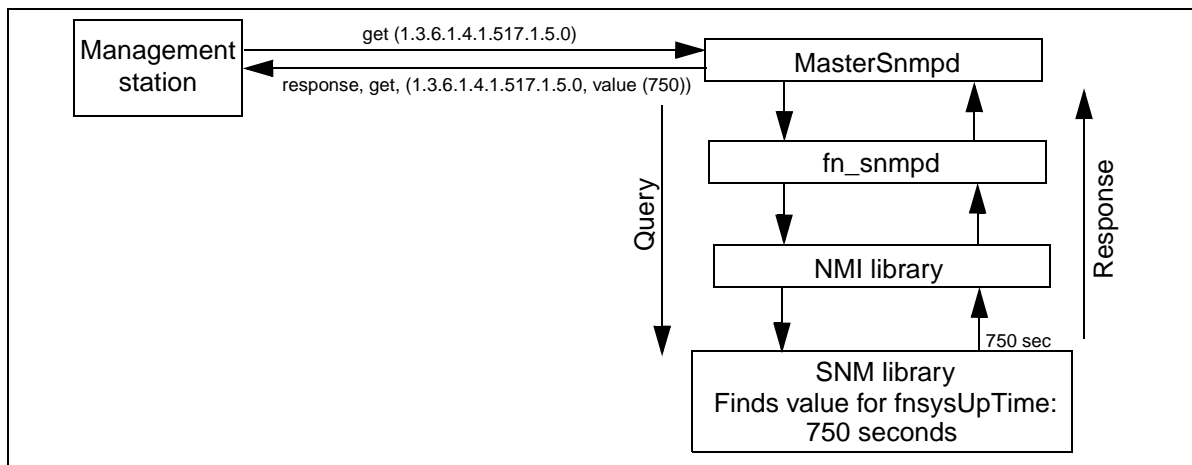 Management
station
get (1.3.6.1.4.1.517.1.5.0)
response, get, (1.3.6.1.4.1.517.1.5.0, value (750))
MasterSnmpd
fn_snmpd
Query
Response
NMI library
750 sec
SNM library
Finds value for fnsysUpTime:
750 seconds